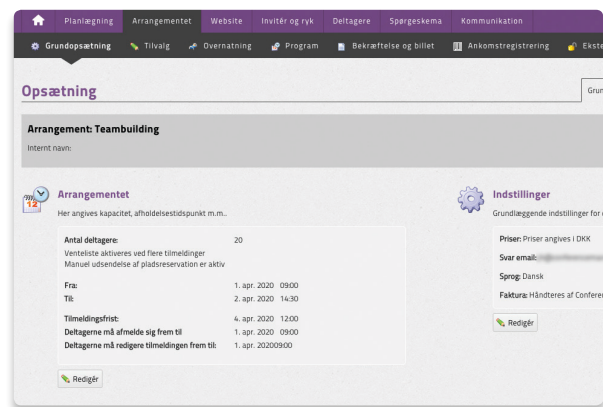 Planlægning Arrangementet Website Invitér og ryk Deltagere Spørgeskema Kommunikation
Grundopsætning Tilvalg Overnatning Program Bekræftelse og billet Ankomstregistrering Ekste
Opsætning
Grun
Arrangement: Teambuilding
Internt navn:
Arrangementet
Her angives kapacitet, afholdelsestidspunkt m.m..
Antal deltagere: 20
Venteliste aktiveres ved flere tilmeldinger
Manuel udsendelse af pladsreservation er aktiv
Fra: 1. apr. 2020 09:00
Til: 2. apr. 2020 14:30
Tilmeldingsfrist: 4. apr. 2020 12:00
Deltagerne må afmelde sig frem til 1. apr. 2020 09:00
Deltagerne må redigere tilmeldingen frem til: 1. apr. 202009:00
Redigér
Indstillinger
Grundlæggende indstillinger for
Priser: Priser angives i DKK
Svar email:
Sprog: Dansk
Faktura: Håndteres af Conferen
Redigér